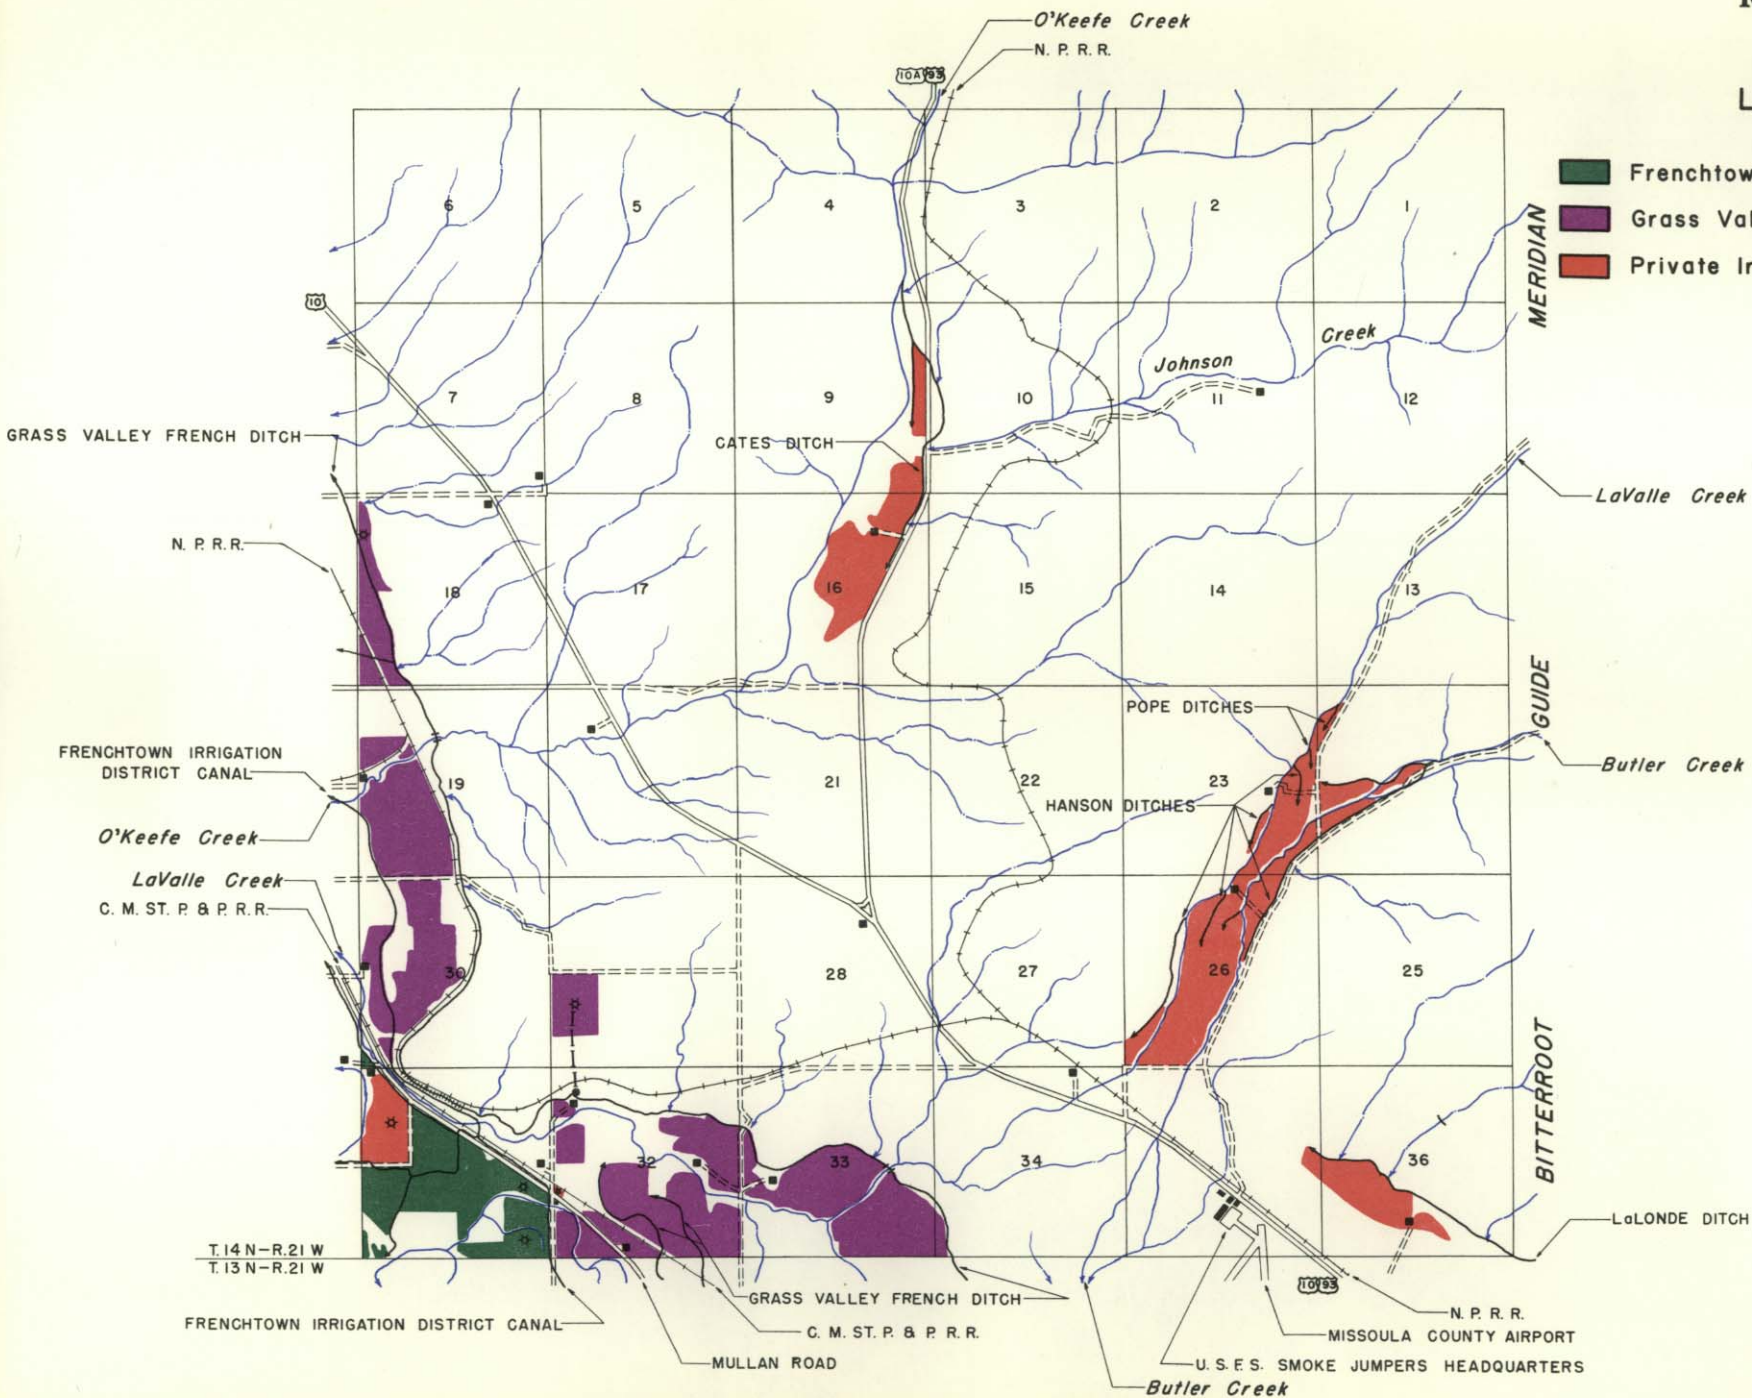 O'Keefe Creek
N. P. R. R.
10A 93
Frenchtow
Grass Val
Private Ir
MERIDIAN
6 5 4 3 2 1
10
Johnson Creek
7 8 9 10 11 12
GRASS VALLEY FRENCH DITCH
CATES DITCH
LaValle Creek
N. P. R. R.
18 17 16 15 14 13
GUIDE
POPE DITCHES
FRENCHTOWN IRRIGATION
DISTRICT CANAL
Butler Creek
19 21 22 23
HANSON DITCHES
O'Keefe Creek
LaValle Creek
C. M. ST. P. & P. R. R.
30 28 27 26 25
BITTERROOT
32 33 34 36
LaLONDE DITCH
T. 14 N-R. 21 W
T. 13 N-R. 21 W
10 93
GRASS VALLEY FRENCH DITCH
N. P. R. R.
FRENCHTOWN IRRIGATION DISTRICT CANAL
C. M. ST. P. & P. R. R.
MISSOULA COUNTY AIRPORT
MULLAN ROAD
U. S. F. S. SMOKE JUMPERS HEADQUARTERS
Butler Creek